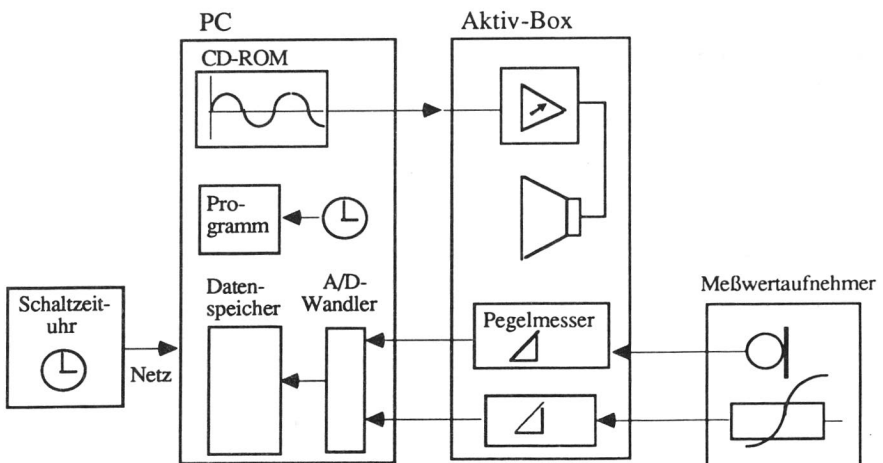 PC
Aktiv-Box
CD-ROM
Pro-
gramm
Schaltzeit-
uhr
Netz
Daten-
speicher
A/D-
Wandler
Pegelmesser
Meßwertaufnehmer